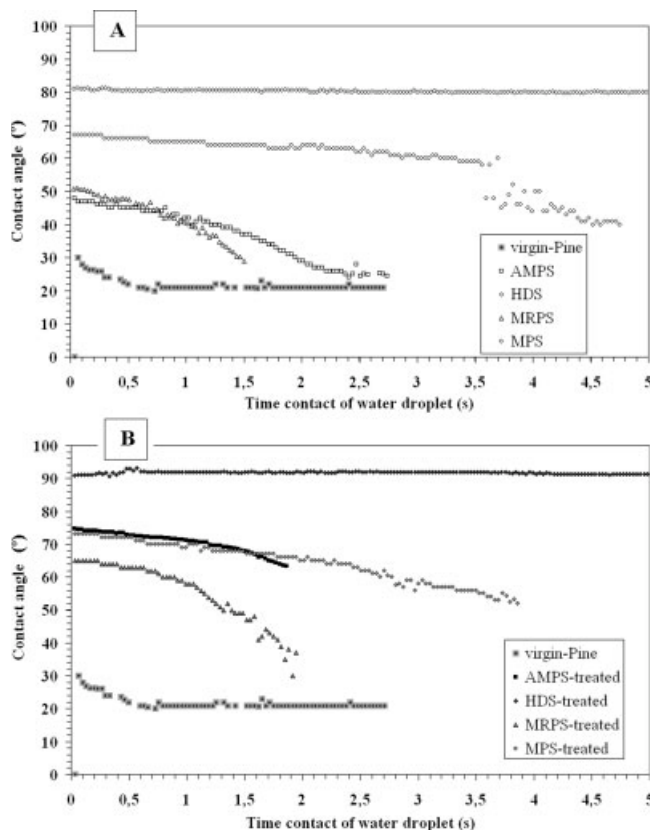 A
Contact angle (º)
100
90
80
70
60
50
40
30
20
10
0
virgin-Pine
AMPS
HDS
MRPS
MPS
0 0,5 1 1,5 2 2,5 3 3,5 4 4,5 5
Time contact of water droplet (s)
B
Contact angle (º)
100
90
80
70
60
50
40
30
20
10
0
virgin-Pine
AMPS-treated
HDS-treated
MRPS-treated
MPS-treated
0 0,5 1 1,5 2 2,5 3 3,5 4 4,5 5
Time contact of water droplet (s)